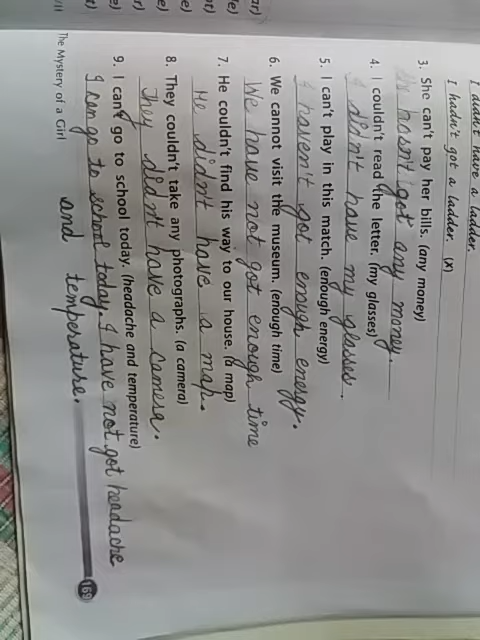 I didn't have a ladder.
I hadn't got a ladder. (x)
3. She can't pay her bills. (any money)
hasn't got any money.
4. I couldn't read the letter. (my glasses)
I didn't have my glasses.
5. I can't play in this match. (enough energy)
I haven't got enough energy.
6. We cannot visit the museum. (enough time)
We have not got enough time
7. He couldn't find his way to our house. (a map)
He didn't have a map.
8. They couldn't take any photographs. (a camera)
They didn't have a camera.
9. I can't go to school today. (headache and temperature)
I can go to school today. I have not got headache
and temperature.
The Mystery of a Girl
169